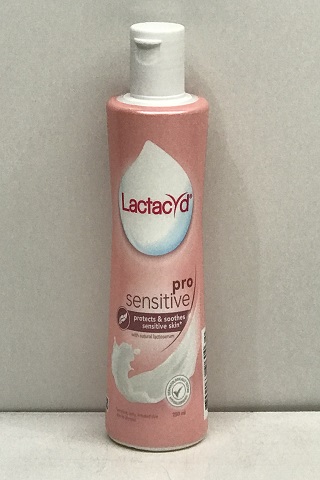 Lactacyd®
pro
sensitive
protects & soothes
sensitive skin*
with natural lactoserum